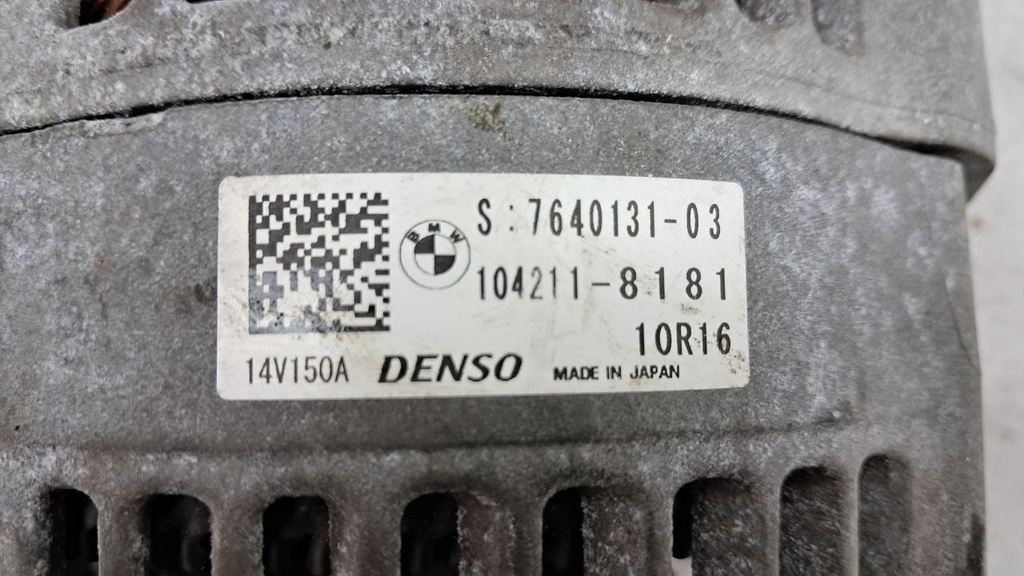 BMW
S:7640131-03
104211-8181
10R16
14V150A DENSO MADE IN JAPAN